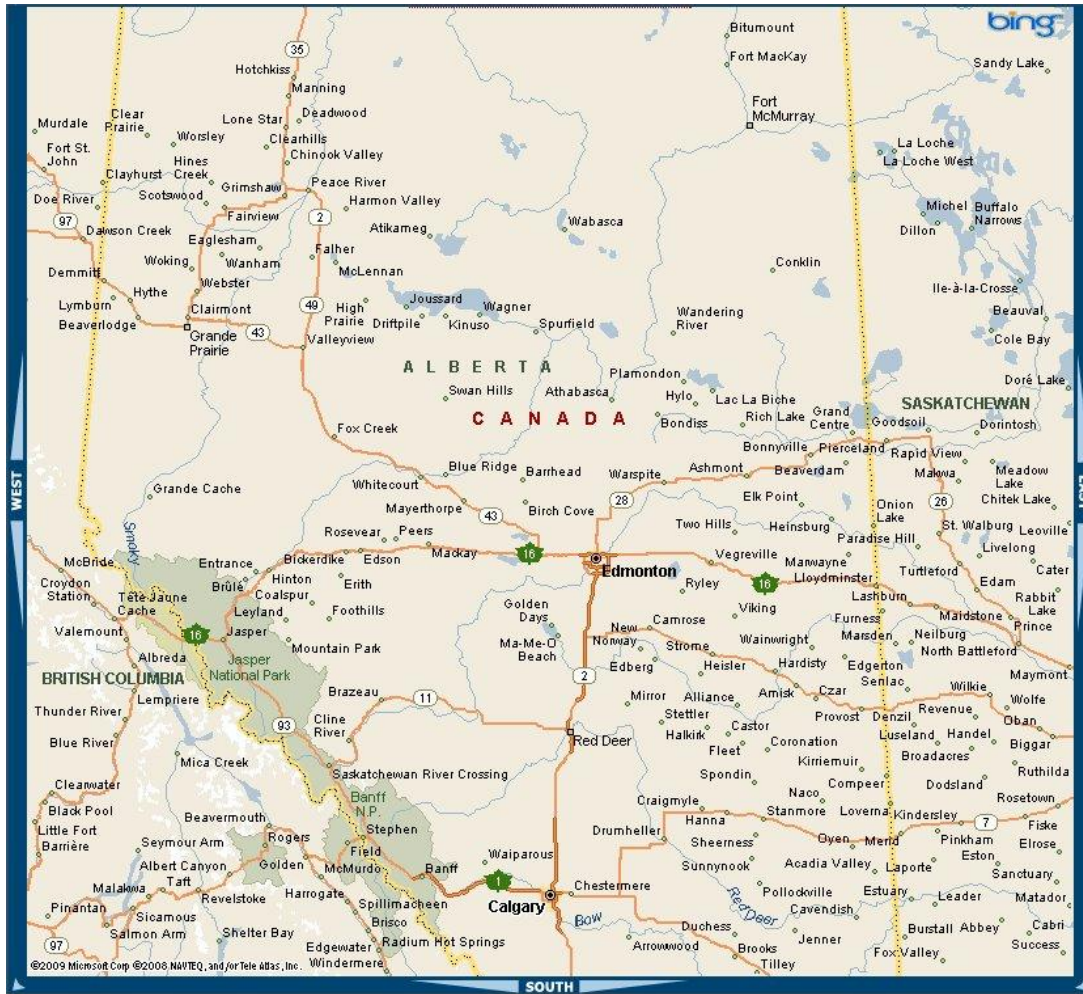 bing
Bitumount
35
Fort MacKay
Sandy Lake
Hotchkiss
Manning
Fort
McMurray
Clear
Prairie
Lone Star
Deadwood
Murdale
Worsley
Clearhills
La Loche
Fort St.
John
Hines
Creek
Chinook Valley
La Loche West
Clayhurst
Scotswood
Grimshaw
Peace River
Doe River
Harmon Valley
Michel
Buffalo
Narrows
97
Fairview
2
Wabasca
Dillon
Dawson Creek
Atikameg
Eaglesham
Falher
Woking
Wanham
McLennan
Conklin
Demmitt
Webster
Ile-à-la-Crosse
Lymburn
Hythe
49
High
Prairie
Joussard
Wagner
Beauval
Beaverlodge
Clairmont
Driftpile
Kinuso
Spurfield
Wandering
River
Grande
Prairie
43
Valleyview
Cole Bay
ALBERTA
Plamondon
Doré Lake
Swan Hills
Athabasca
Hylo
Lac La Biche
SASKATCHEWAN
CANADA
Bondiss
Rich Lake
Grand
Centre
Goodsoil
Dorintosh
Fox Creek
Bonnyville
Pierceland
Rapid View
Blue Ridge
Barrhead
Warspite
Ashmont
Beaverdam
Makwa
Meadow
Lake
Grande Cache
Whitecourt
28
Elk Point
26
Chitek Lake
Mayerthorpe
43
Birch Cove
Onion
Lake
Smoky
Rosevear
Peers
Two Hills
Heinsburg
St. Walburg
Leoville
Paradise Hill
Livelong
McBride
Entrance
Bickerdike
Edson
Mackay
16
Vegreville
Marwayne
Turtleford
Cater
Croydon
Station
Brûlé
Hinton
Erith
Edmonton
Ryley
16
Lloydminster
Edam
Tête Jaune
Cache
Coalspur
Lashburn
Rabbit
Lake
Leyland
Foothills
Golden
Days
Viking
Maidstone
Prince
Valemount
16
Jasper
New
Norway
Camrose
Furness
Wainwright
Marsden
Neilburg
Mountain Park
Ma-Me-O
Beach
Strome
North Battleford
Albreda
Jasper
National Park
Edberg
Heisler
Hardisty
Edgerton
BRITISH COLUMBIA
2
Senlac
Maymont
Lempriere
Brazeau
11
Mirror
Alliance
Amisk
Czar
Wilkie
Wolfe
Thunder River
93
Cline
River
Stettler
Castor
Provost
Denzil
Revenue
Oban
Blue River
Red Deer
Halkirk
Fleet
Coronation
Luseland
Handel
Biggar
Mica Creek
Saskatchewan River Crossing
Kirriemuir
Broadacres
Ruthilda
Clearwater
Spondin
Compeer
Dodsland
Black Pool
Banff
N.P.
Naco
Rosetown
Beavermouth
Craigmyle
Stanmore
Loverna
Kindersley
Little Fort
Hanna
7
Fiske
Barrière
Seymour Arm
Rogers
Stephen
Drumheller
Oyen
Merid
Pinkham
Elrose
Field
Sheerness
Eston
Albert Canyon
Golden
McMurdo
Banff
Waiparous
Sunnynook
Acadia Valley
Laporte
Sanctuary
Malakwa
Taft
1
Chestermere
Estuary
Harrogate
Calgary
Pollockville
Leader
Matador
Pinantan
Revelstoke
Spillimacheen
Red Deer
Cavendish
Sicamous
Brisco
Bow
Duchess
Burstall
Abbey
Cabri
Salmon Arm
Shelter Bay
Edgewater
Radium Hot Springs
Arrowwood
Jenner
Success
97
Windermere
Brooks
Fox Valley
Tilley
©2009 Microsoft Corp ©2008 NAVTEQ, and/or Tele Atlas, Inc.
WEST
EAST
SOUTH